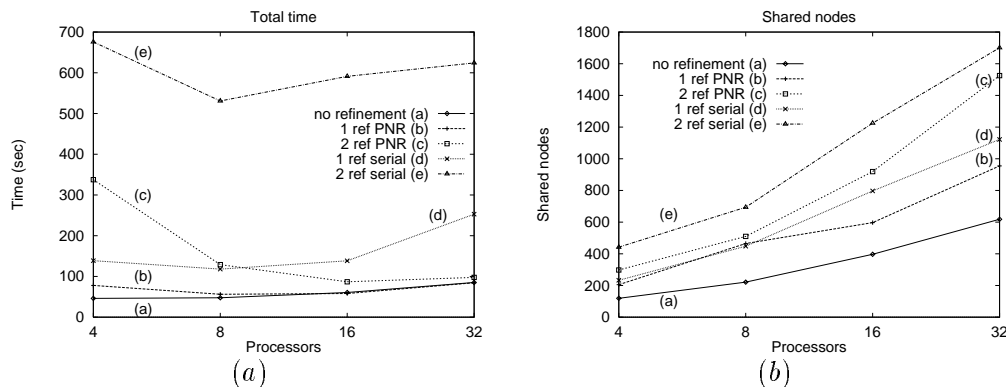 Total time
700
600
500
400
300
200
100
0
Time (sec)
4
8
16
32
Processors
no refinement (a)
1 ref PNR (b)
2 ref PNR (c)
1 ref serial (d)
2 ref serial (e)
(e)
(c)
(d)
(b)
(a)
(a)
Shared nodes
1800
1600
1400
1200
1000
800
600
400
200
0
Shared nodes
4
8
16
32
Processors
no refinement (a)
1 ref PNR (b)
2 ref PNR (c)
1 ref serial (d)
2 ref serial (e)
(c)
(d)
(b)
(e)
(a)
(b)